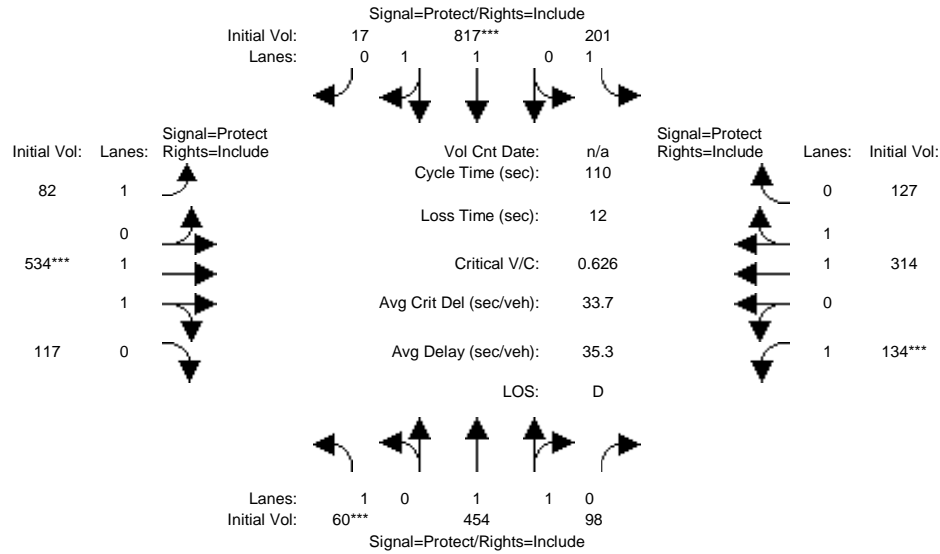 Signal=Protect/Rights=Include
Initial Vol: 17 817*** 201
Lanes: 0 1 1 0 1
Signal=Protect
Initial Vol: Lanes: Rights=Include
Vol Cnt Date: n/a
Signal=Protect
Rights=Include Lanes: Initial Vol:
Cycle Time (sec): 110
82 1
0 127
Loss Time (sec): 12
0
1
534*** 1
Critical V/C: 0.626
1 314
1
Avg Crit Del (sec/veh): 33.7
0
117 0
Avg Delay (sec/veh): 35.3
1 134***
LOS: D
Lanes: 1 0 1 1 0
Initial Vol: 60*** 454 98
Signal=Protect/Rights=Include